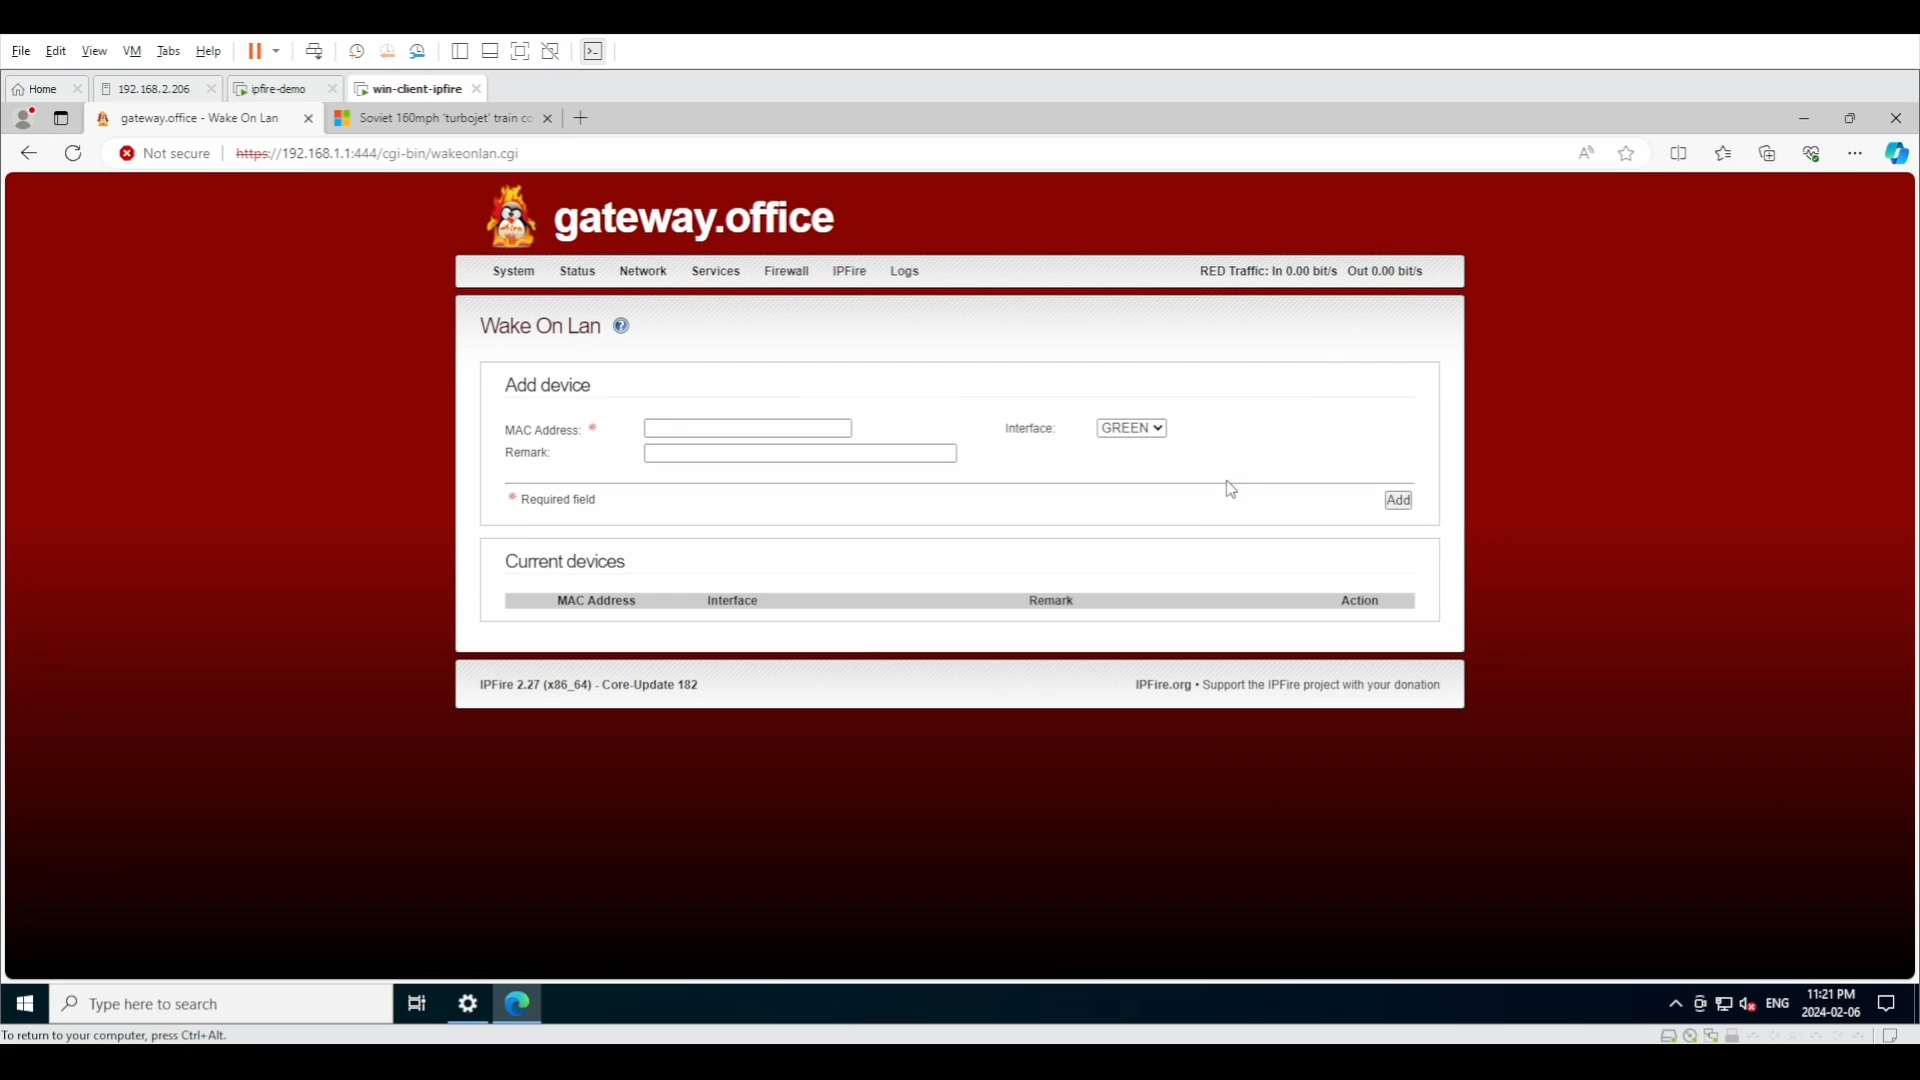 File Edit View VM Tabs Help
Home 192.168.2.206 ipfire-demo win-client-ipfire
gateway.office - Wake On Lan Soviet 160mph 'turbojet' train cc
Not secure https://192.168.1.1:444/cgi-bin/wakeonlan.cgi
gateway.office
System Status Network Services Firewall IPFire Logs RED Traffic: In 0.00 bit/s Out 0.00 bit/s
Wake On Lan
Add device
MAC Address: * Interface: GREEN
Remark:
* Required field Add
Current devices
MAC Address Interface Remark Action
IPFire 2.27 (x86_64) - Core-Update 182 IPFire.org • Support the IPFire project with your donation
Type here to search ENG 11:21 PM
2024-02-06
To return to your computer, press Ctrl+Alt.